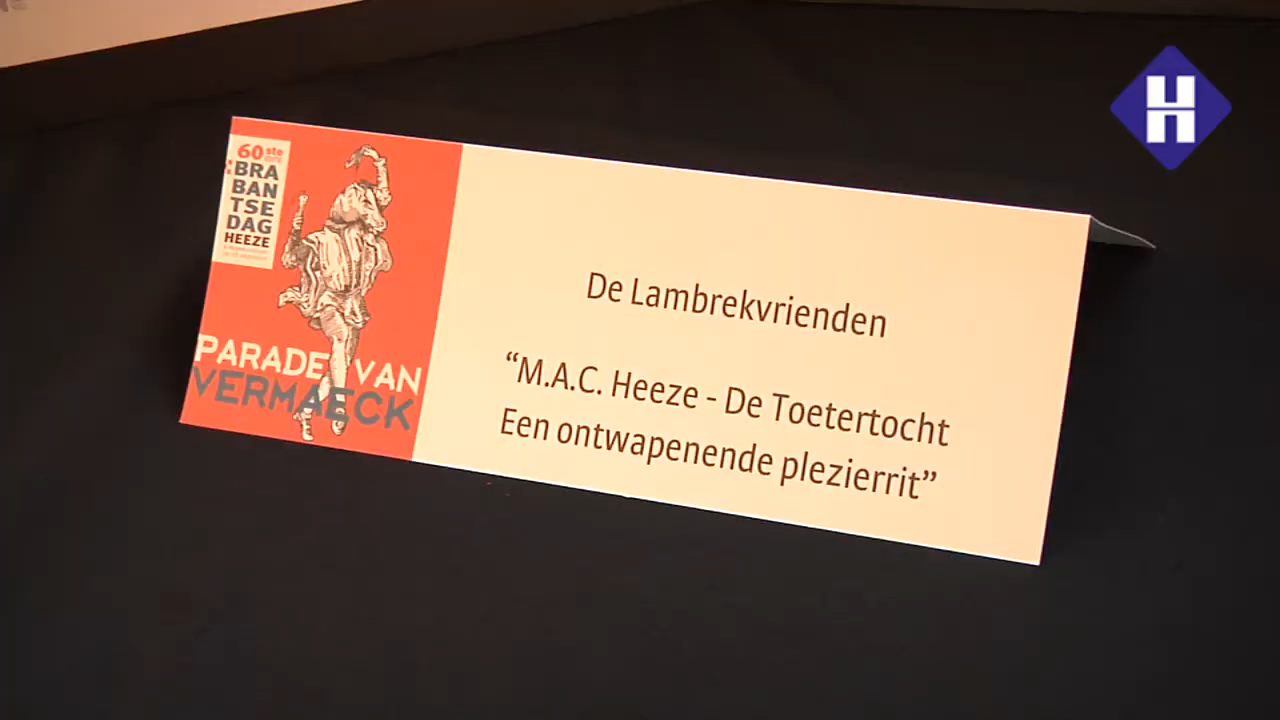 60ste
BRA
BAN
TSE
DAG
HEEZE
PARADE VAN
VERMAECK
De Lambrekvrienden
“M.A.C. Heeze - De Toetertocht
Een ontwapenende plezierrit”
H